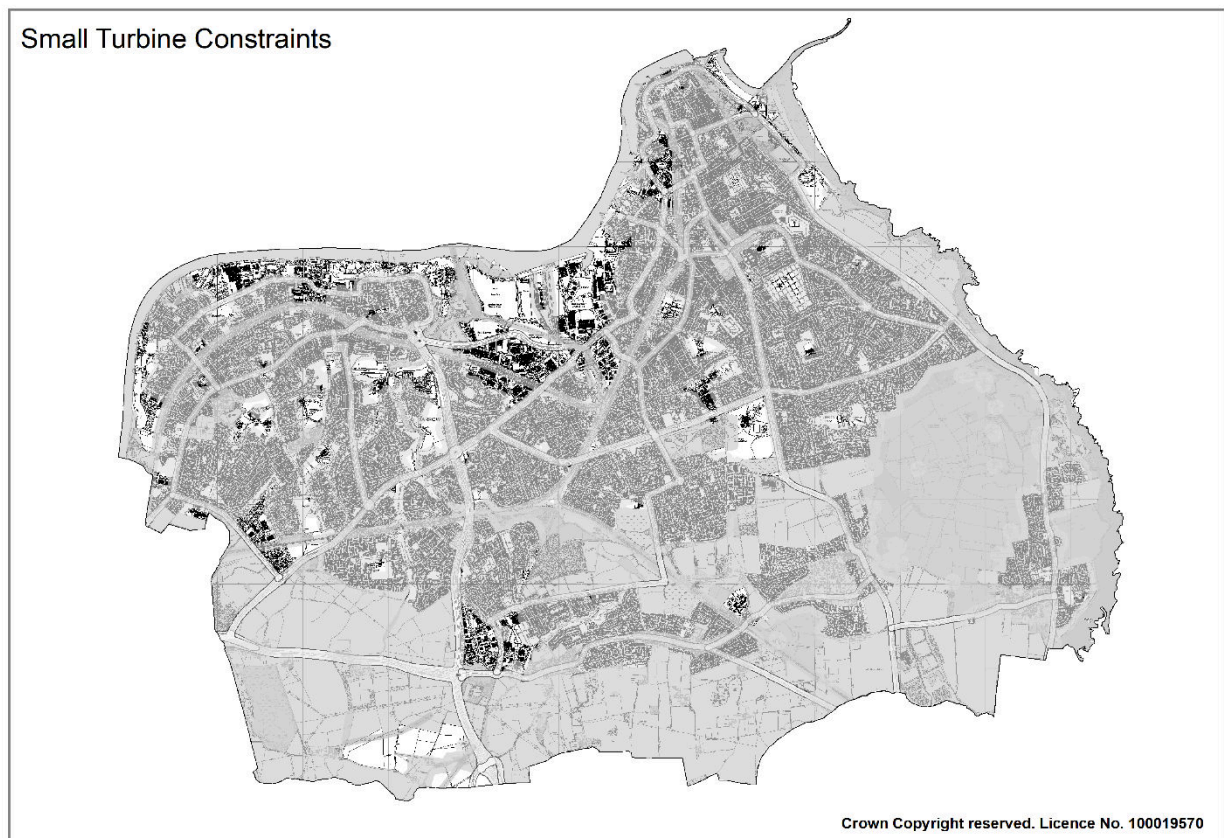 Small Turbine Constraints
Crown Copyright reserved. Licence No. 100019570